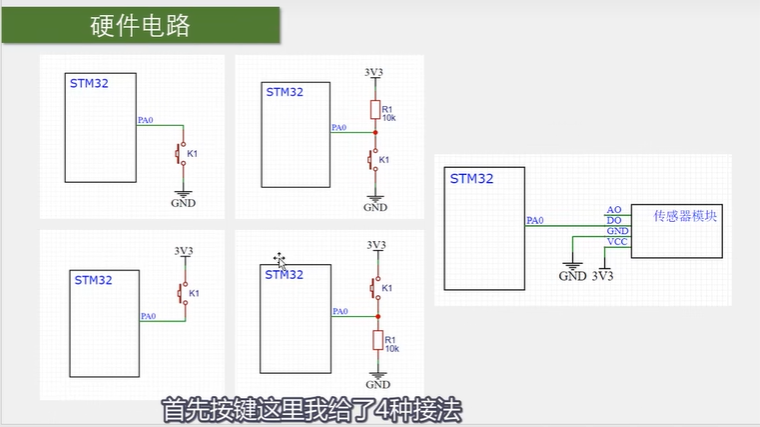 硬件电路
STM32
PA0
K1
GND
3V3
STM32
R1
10k
PA0
K1
GND
3V3
STM32
K1
PA0
3V3
STM32
K1
PA0
R1
10k
GND
STM32
PA0
AO
DO
GND
VCC
传感器模块
GND
3V3
首先按键这里我给了4种接法